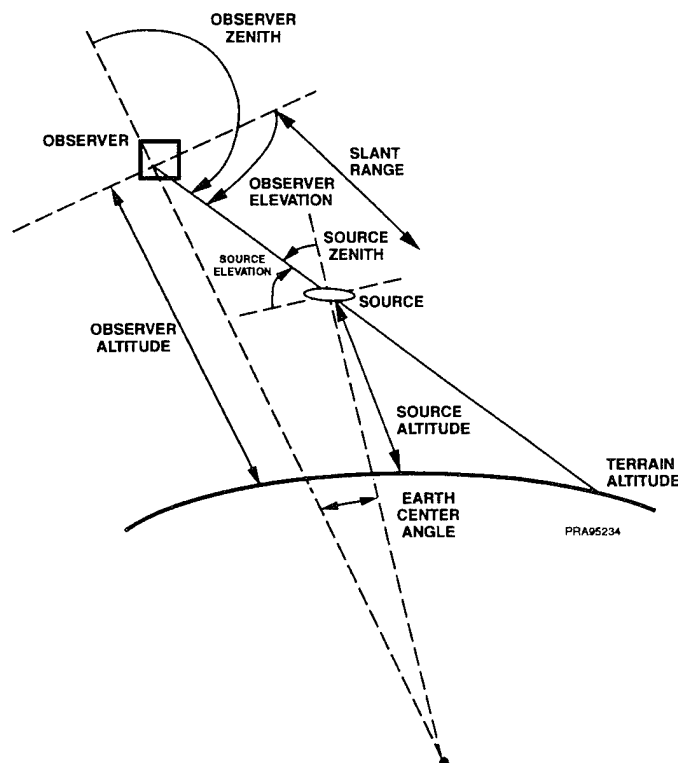 OBSERVER
ZENITH
OBSERVER
SLANT
RANGE
OBSERVER
ELEVATION
SOURCE
ZENITH
SOURCE
ELEVATION
SOURCE
OBSERVER
ALTITUDE
SOURCE
ALTITUDE
TERRAIN
ALTITUDE
EARTH
CENTER
ANGLE
PRA95234